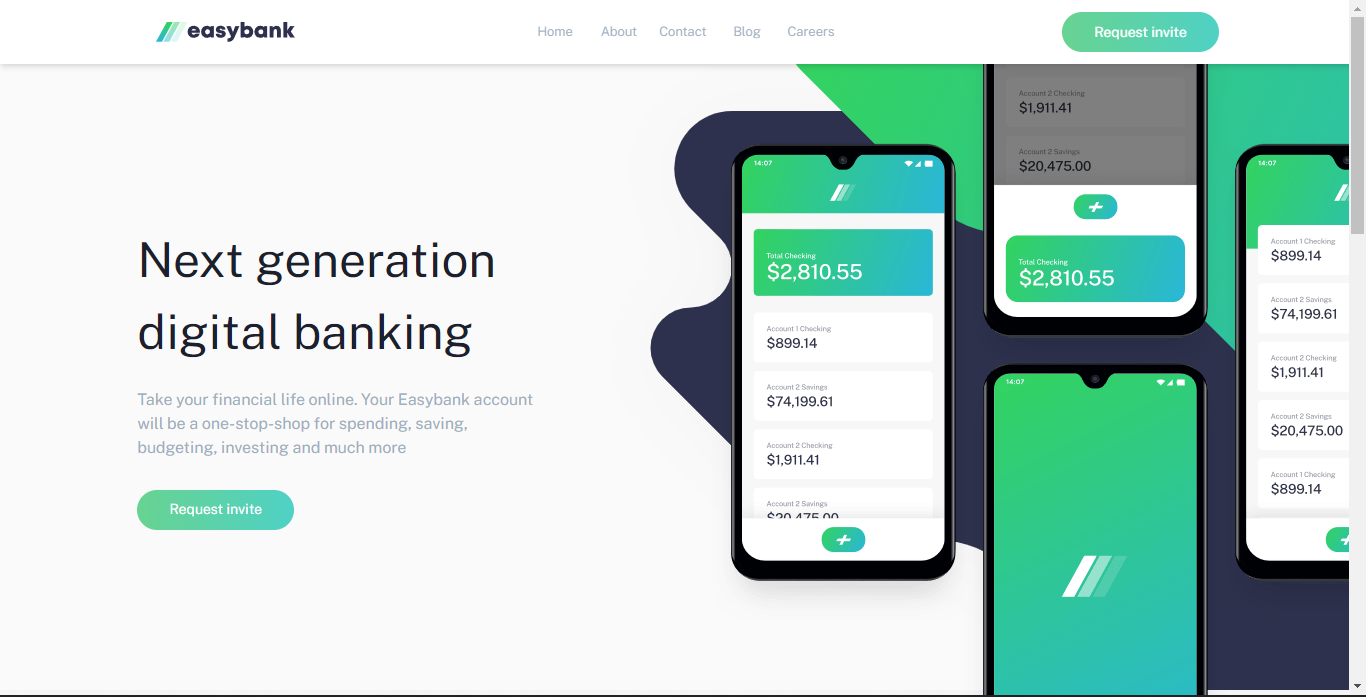 easybank
Home
About
Contact
Blog
Careers
Request invite
Next generation
digital banking
Take your financial life online. Your Easybank account
will be a one-stop-shop for spending, saving,
budgeting, investing and much more
Request invite
14:07
Total Checking
$2,810.55
Account 1 Checking
$899.14
Account 2 Savings
$74,199.61
Account 2 Checking
$1,911.41
Account 2 Savings
$20,475.00
Account 2 Checking
$1,911.41
Account 2 Savings
$20,475.00
Total Checking
$2,810.55
14:07
14:07
Account 1 Checking
$899.14
Account 2 Savings
$74,199.61
Account 2 Checking
$1,911.41
Account 2 Savings
$20,475.00
Account 1 Checking
$899.14